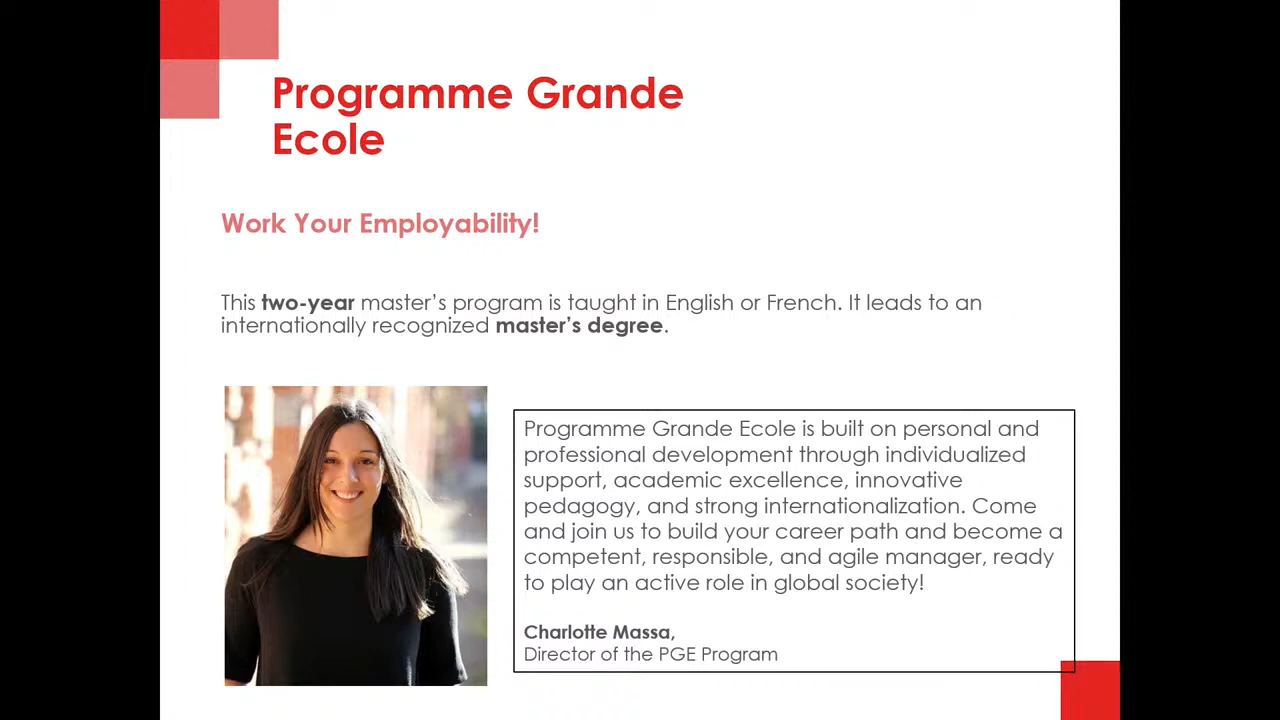 Programme Grande
Ecole
Work Your Employability!
This two-year master’s program is taught in English or French. It leads to an
internationally recognized master’s degree.
Programme Grande Ecole is built on personal and
professional development through individualized
support, academic excellence, innovative
pedagogy, and strong internationalization. Come
and join us to build your career path and become a
competent, responsible, and agile manager, ready
to play an active role in global society!
Charlotte Massa,
Director of the PGE Program